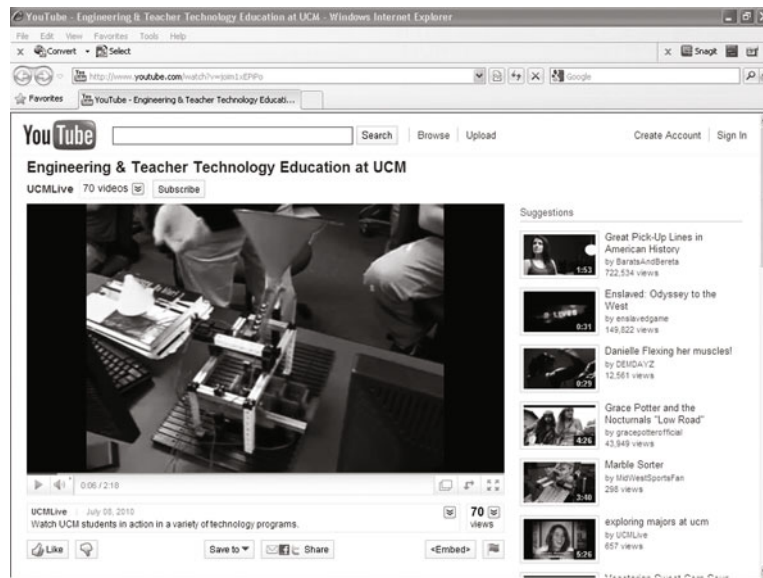 YouTube - Engineering & Teacher Technology Education at UCM - Windows Internet Explorer
File Edit View Favorites Tools Help
x Convert Select
x Snagit
http://www.youtube.com/watch?v=joim1xEPiPo
Google
Favorites YouTube - Engineering & Teacher Technology Educati...
YouTube Search Browse Upload Create Account Sign In
Engineering & Teacher Technology Education at UCM
UCMLive 70 videos Subscribe
Suggestions
Great Pick-Up Lines in
American History
by BaratsAndBereta
722,534 views
1:53
Enslaved: Odyssey to the
West
by enslavedgame
149,822 views
0:31
Danielle Flexing her muscles!
by DEMDAYZ
12,561 views
0:29
Grace Potter and the
Nocturnals "Low Road"
by gracepotterofficial
43,949 views
4:26
Marble Sorter
by MidWestSportsFan
298 views
3:40
exploring majors at ucm
by UCMLive
657 views
5:26
0:06 / 2:18
UCMLive July 08, 2010
Watch UCM students in action in a variety of technology programs.
70
views
Like Save to Share <Embed>